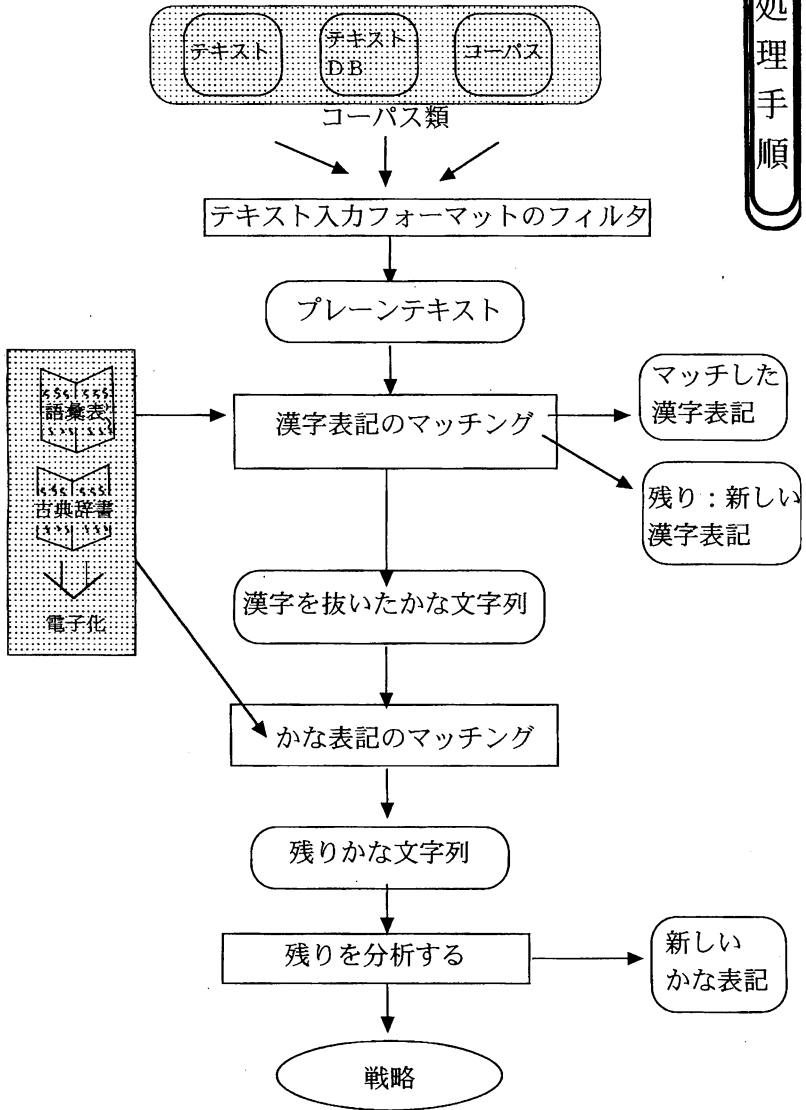 処理手順
テキスト
テキスト
DB
コーパス
コーパス類
テキスト入力フォーマットのフィルタ
プレーンテキスト
語彙表
古典辞書
電子化
漢字表記のマッチング
マッチした
漢字表記
残り:新しい
漢字表記
漢字を抜いたかな文字列
かな表記のマッチング
残りかな文字列
残りを分析する
新しい
かな表記
戦略